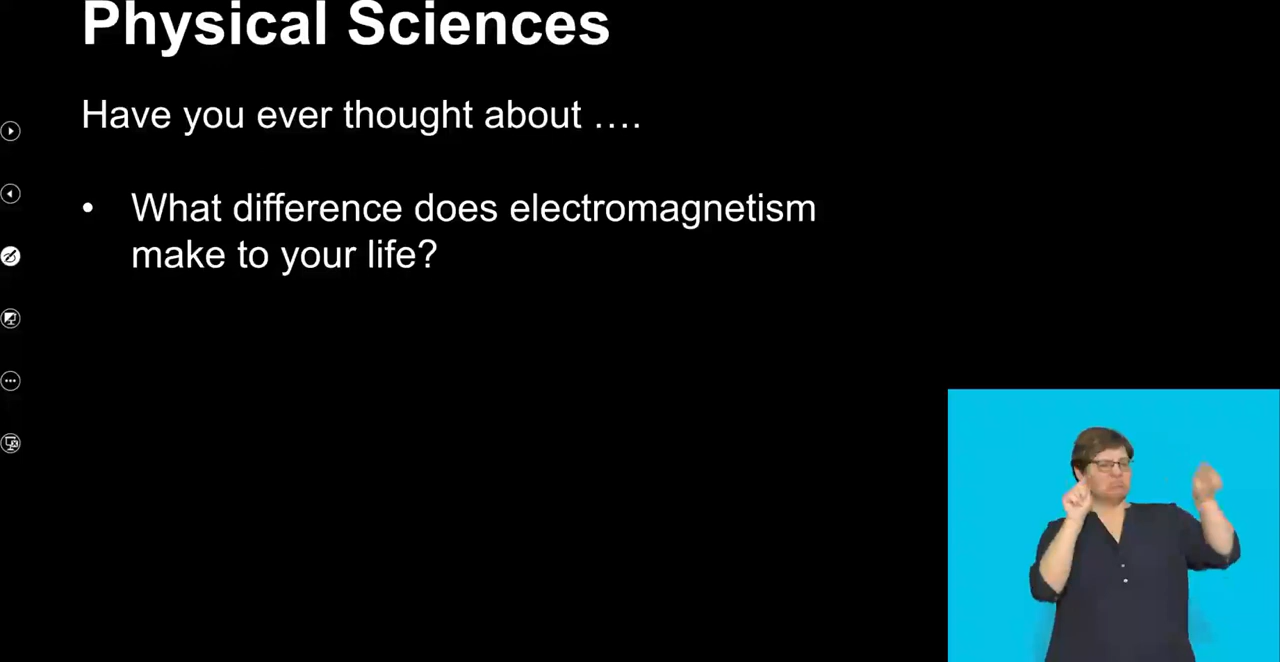 Physical Sciences
Have you ever thought about ….
• What difference does electromagnetism
make to your life?